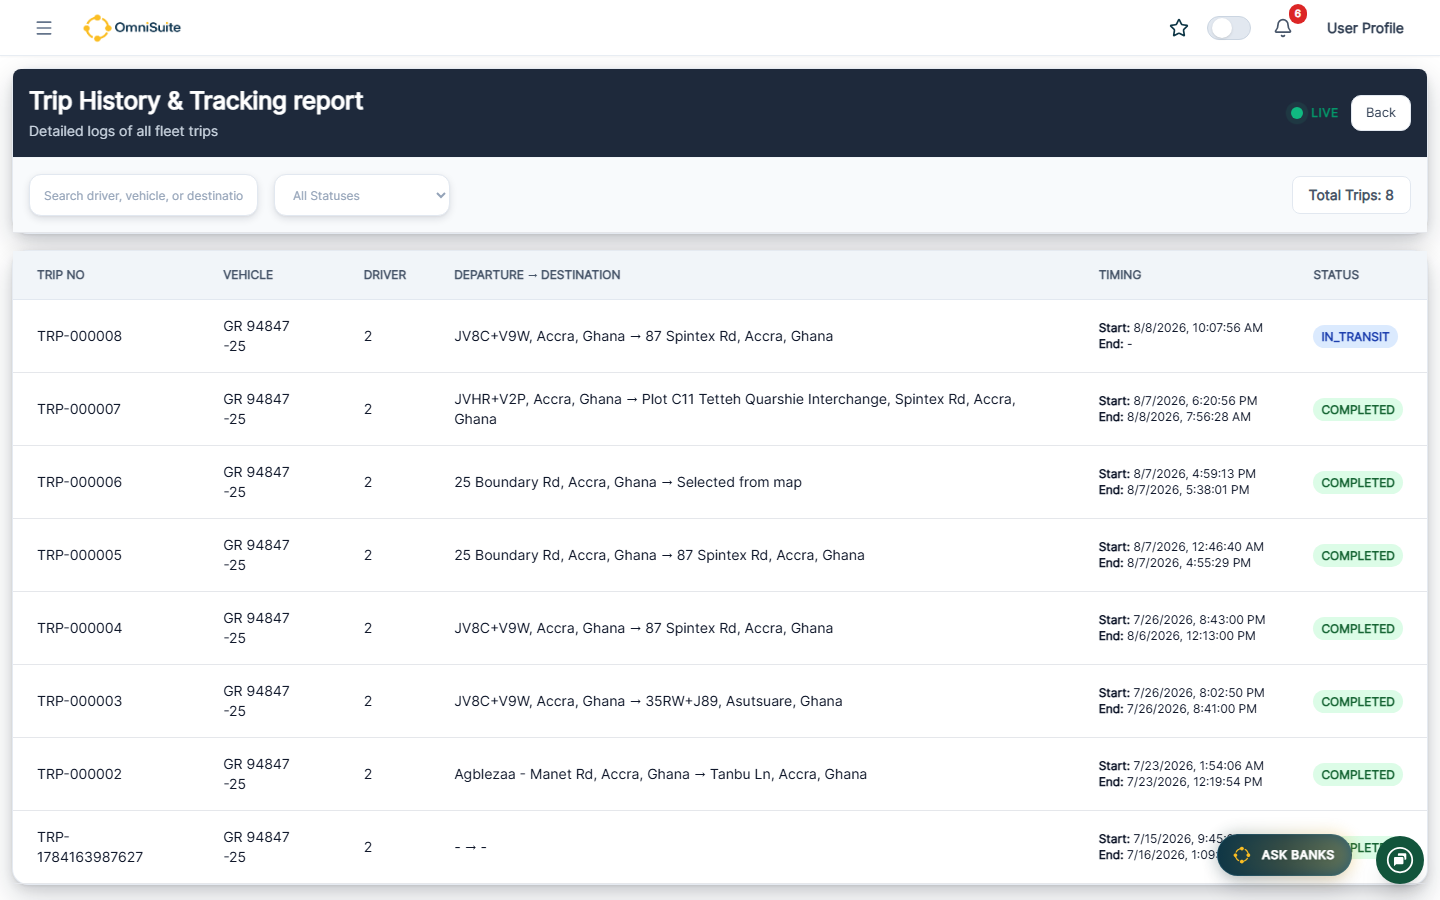 OmniSuite
6
User Profile
Trip History & Tracking report
Detailed logs of all fleet trips
LIVE
Back
Search driver, vehicle, or destinatio
All Statuses
Total Trips: 8
TRIP NO VEHICLE DRIVER DEPARTURE → DESTINATION TIMING STATUS
TRP-000008
GR 94847
-25
2
JV8C+V9W, Accra, Ghana → 87 Spintex Rd, Accra, Ghana
Start: 8/8/2026, 10:07:56 AM
End: -
IN_TRANSIT
TRP-000007
GR 94847
-25
2
JVHR+V2P, Accra, Ghana → Plot C11 Tetteh Quarshie Interchange, Spintex Rd, Accra,
Ghana
Start: 8/7/2026, 6:20:56 PM
End: 8/8/2026, 7:56:28 AM
COMPLETED
TRP-000006
GR 94847
-25
2
25 Boundary Rd, Accra, Ghana → Selected from map
Start: 8/7/2026, 4:59:13 PM
End: 8/7/2026, 5:38:01 PM
COMPLETED
TRP-000005
GR 94847
-25
2
25 Boundary Rd, Accra, Ghana → 87 Spintex Rd, Accra, Ghana
Start: 8/7/2026, 12:46:40 AM
End: 8/7/2026, 4:55:29 PM
COMPLETED
TRP-000004
GR 94847
-25
2
JV8C+V9W, Accra, Ghana → 87 Spintex Rd, Accra, Ghana
Start: 7/26/2026, 8:43:00 PM
End: 8/6/2026, 12:13:00 PM
COMPLETED
TRP-000003
GR 94847
-25
2
JV8C+V9W, Accra, Ghana → 35RW+J89, Asutsuare, Ghana
Start: 7/26/2026, 8:02:50 PM
End: 7/26/2026, 8:41:00 PM
COMPLETED
TRP-000002
GR 94847
-25
2
Agblezaa - Manet Rd, Accra, Ghana → Tanbu Ln, Accra, Ghana
Start: 7/23/2026, 1:54:06 AM
End: 7/23/2026, 12:19:54 PM
COMPLETED
TRP-
1784163987627
GR 94847
-25
2
- → -
Start: 7/15/2026, 9:45:
End: 7/16/2026, 1:09:
ASK BANKS